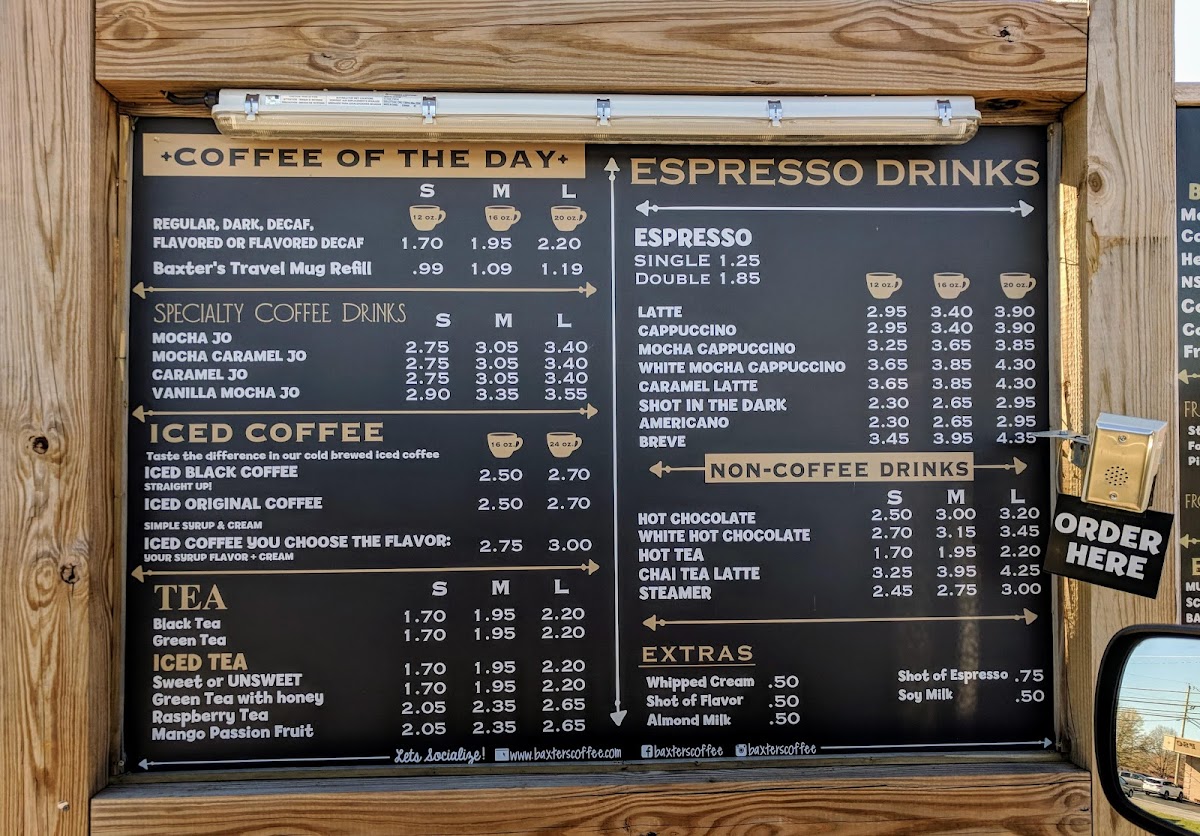 +COFFEE OF THE DAY+
S M L
12 oz. 16 oz. 20 oz.
REGULAR, DARK, DECAF,
FLAVORED OR FLAVORED DECAF 1.70 1.95 2.20
Baxter's Travel Mug Refill .99 1.09 1.19
SPECIALTY COFFEE DRINKS S M L
MOCHA JO 2.75 3.05 3.40
MOCHA CARAMEL JO 2.75 3.05 3.40
CARAMEL JO 2.75 3.05 3.40
VANILLA MOCHA JO 2.90 3.35 3.55
ICED COFFEE 16 oz. 24 oz.
Taste the difference in our cold brewed iced coffee
ICED BLACK COFFEE 2.50 2.70
STRAIGHT UP!
ICED ORIGINAL COFFEE 2.50 2.70
SIMPLE SYRUP & CREAM
ICED COFFEE YOU CHOOSE THE FLAVOR: 2.75 3.00
YOUR SYRUP FLAVOR + CREAM
TEA S M L
Black Tea 1.70 1.95 2.20
Green Tea 1.70 1.95 2.20
ICED TEA
Sweet or UNSWEET 1.70 1.95 2.20
Green Tea with honey 1.70 1.95 2.20
Raspberry Tea 2.05 2.35 2.65
Mango Passion Fruit 2.05 2.35 2.65
ESPRESSO DRINKS
ESPRESSO
SINGLE 1.25
DOUBLE 1.85
12 oz. 16 oz. 20 oz.
LATTE 2.95 3.40 3.90
CAPPUCCINO 2.95 3.40 3.90
MOCHA CAPPUCCINO 3.25 3.65 3.85
WHITE MOCHA CAPPUCCINO 3.65 3.85 4.30
CARAMEL LATTE 3.65 3.85 4.30
SHOT IN THE DARK 2.30 2.65 2.95
AMERICANO 2.30 2.65 2.95
BREVE 3.45 3.95 4.35
NON-COFFEE DRINKS
S M L
HOT CHOCOLATE 2.50 3.00 3.20
WHITE HOT CHOCOLATE 2.70 3.15 3.45
HOT TEA 1.70 1.95 2.20
CHAI TEA LATTE 3.25 3.95 4.25
STEAMER 2.45 2.75 3.00
EXTRAS
Whipped Cream .50
Shot of Flavor .50
Almond Milk .50
Shot of Espresso .75
Soy Milk .50
Lets Socialize! www.baxterscoffee.com baxterscoffee baxterscoffee
ORDER
HERE